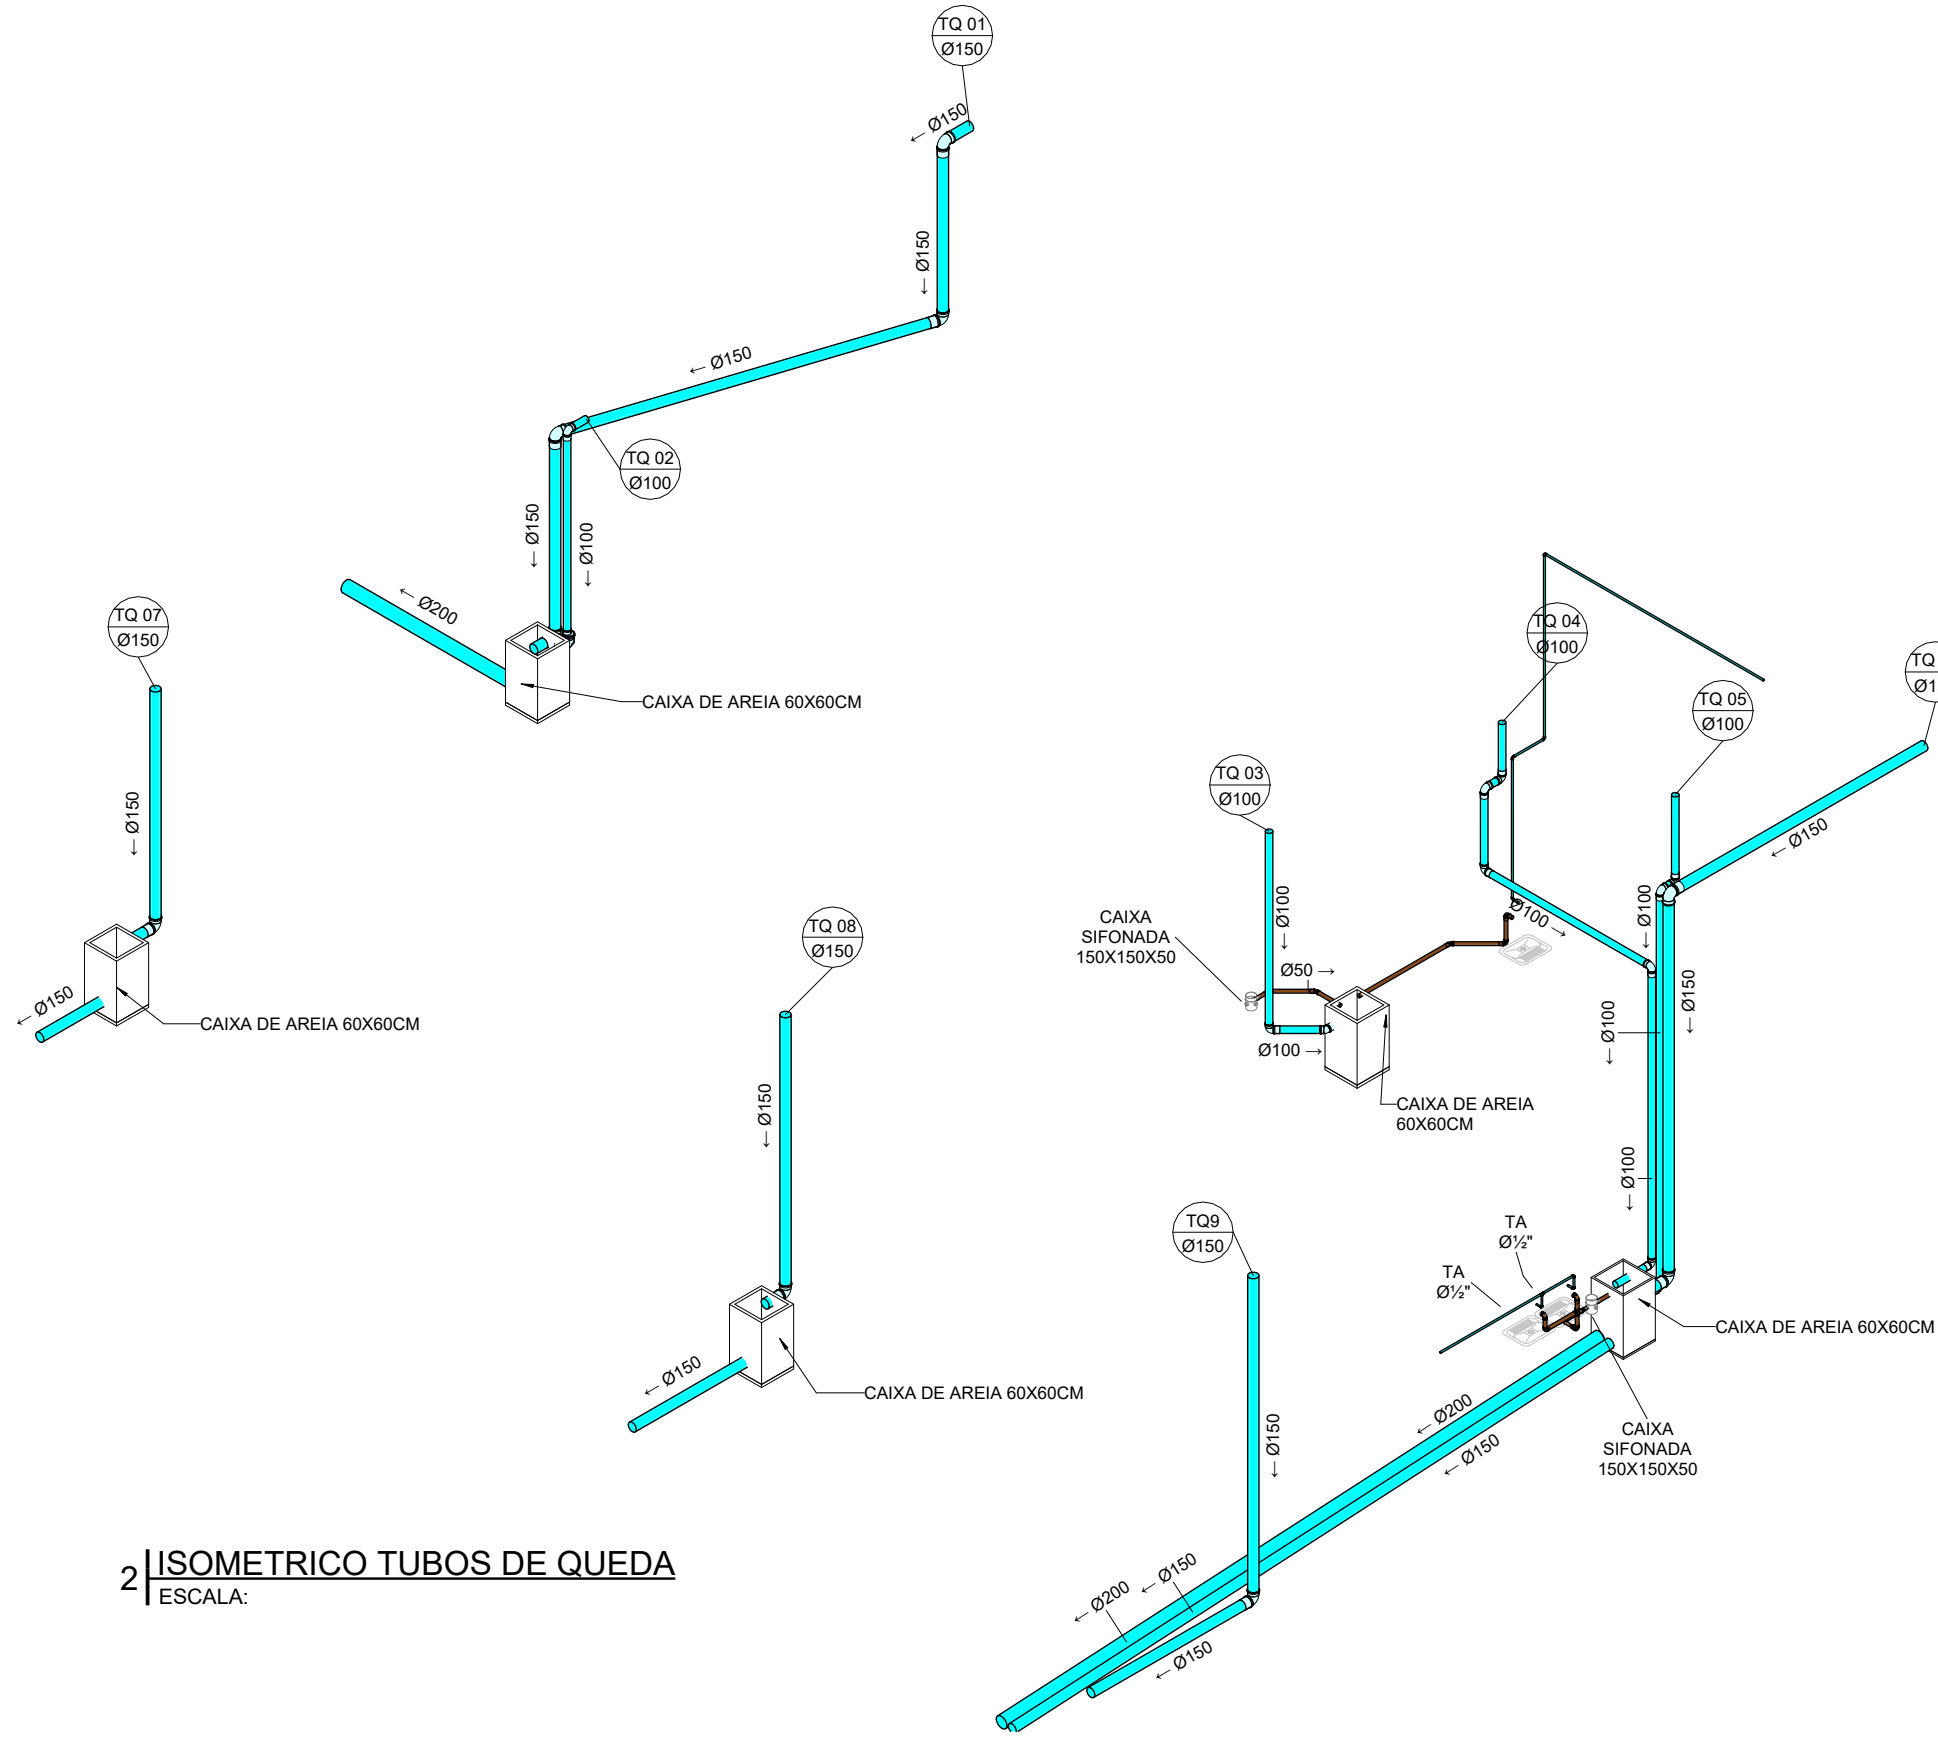 TQ 01
Ø150
← Ø150
← Ø150
← Ø150
TQ 02
Ø100
← Ø150
← Ø100
← Ø200
CAIXA DE AREIA 60X60CM
TQ 07
Ø150
← Ø150
← Ø150
CAIXA DE AREIA 60X60CM
TQ 08
Ø150
← Ø150
← Ø150
CAIXA DE AREIA 60X60CM
TQ 03
Ø100
← Ø100
CAIXA
SIFONADA
150X150X50
Ø50 →
Ø100 →
CAIXA DE AREIA
60X60CM
TQ 04
Ø100
Ø100 →
TQ 05
Ø100
TQ
Ø1
← Ø150
← Ø100
← Ø150
← Ø100
← Ø100
TA
Ø½"
TA
Ø½"
CAIXA DE AREIA 60X60CM
CAIXA
SIFONADA
150X150X50
TQ9
Ø150
← Ø150
← Ø200
← Ø150
← Ø150
← Ø200
← Ø150
2
ISOMETRICO TUBOS DE QUEDA
ESCALA: